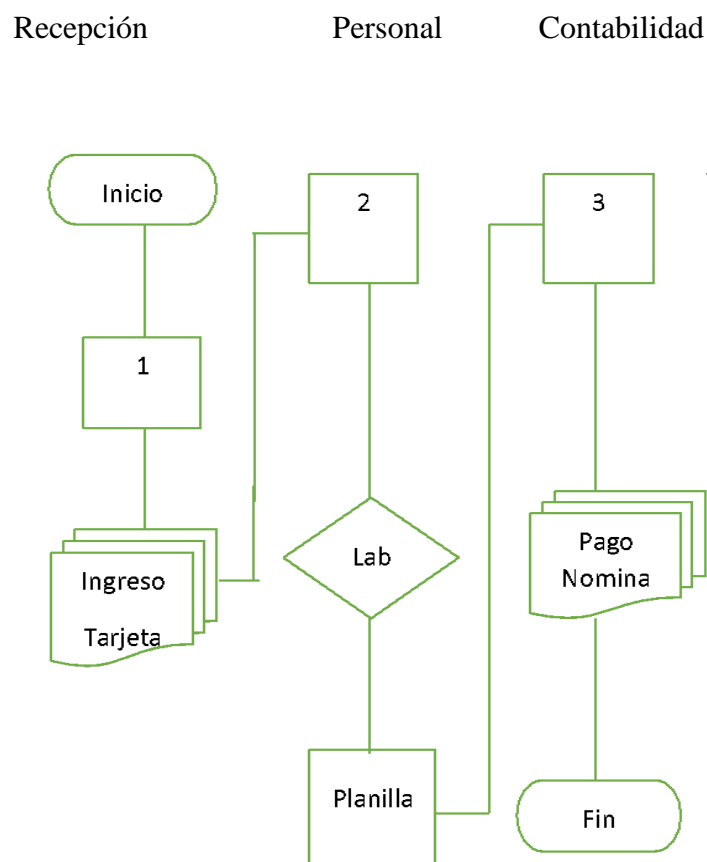 Recepción Personal Contabilidad
Inicio
1
Ingreso
Tarjeta
2
Lab
Planilla
3
Pago
Nomina
Fin